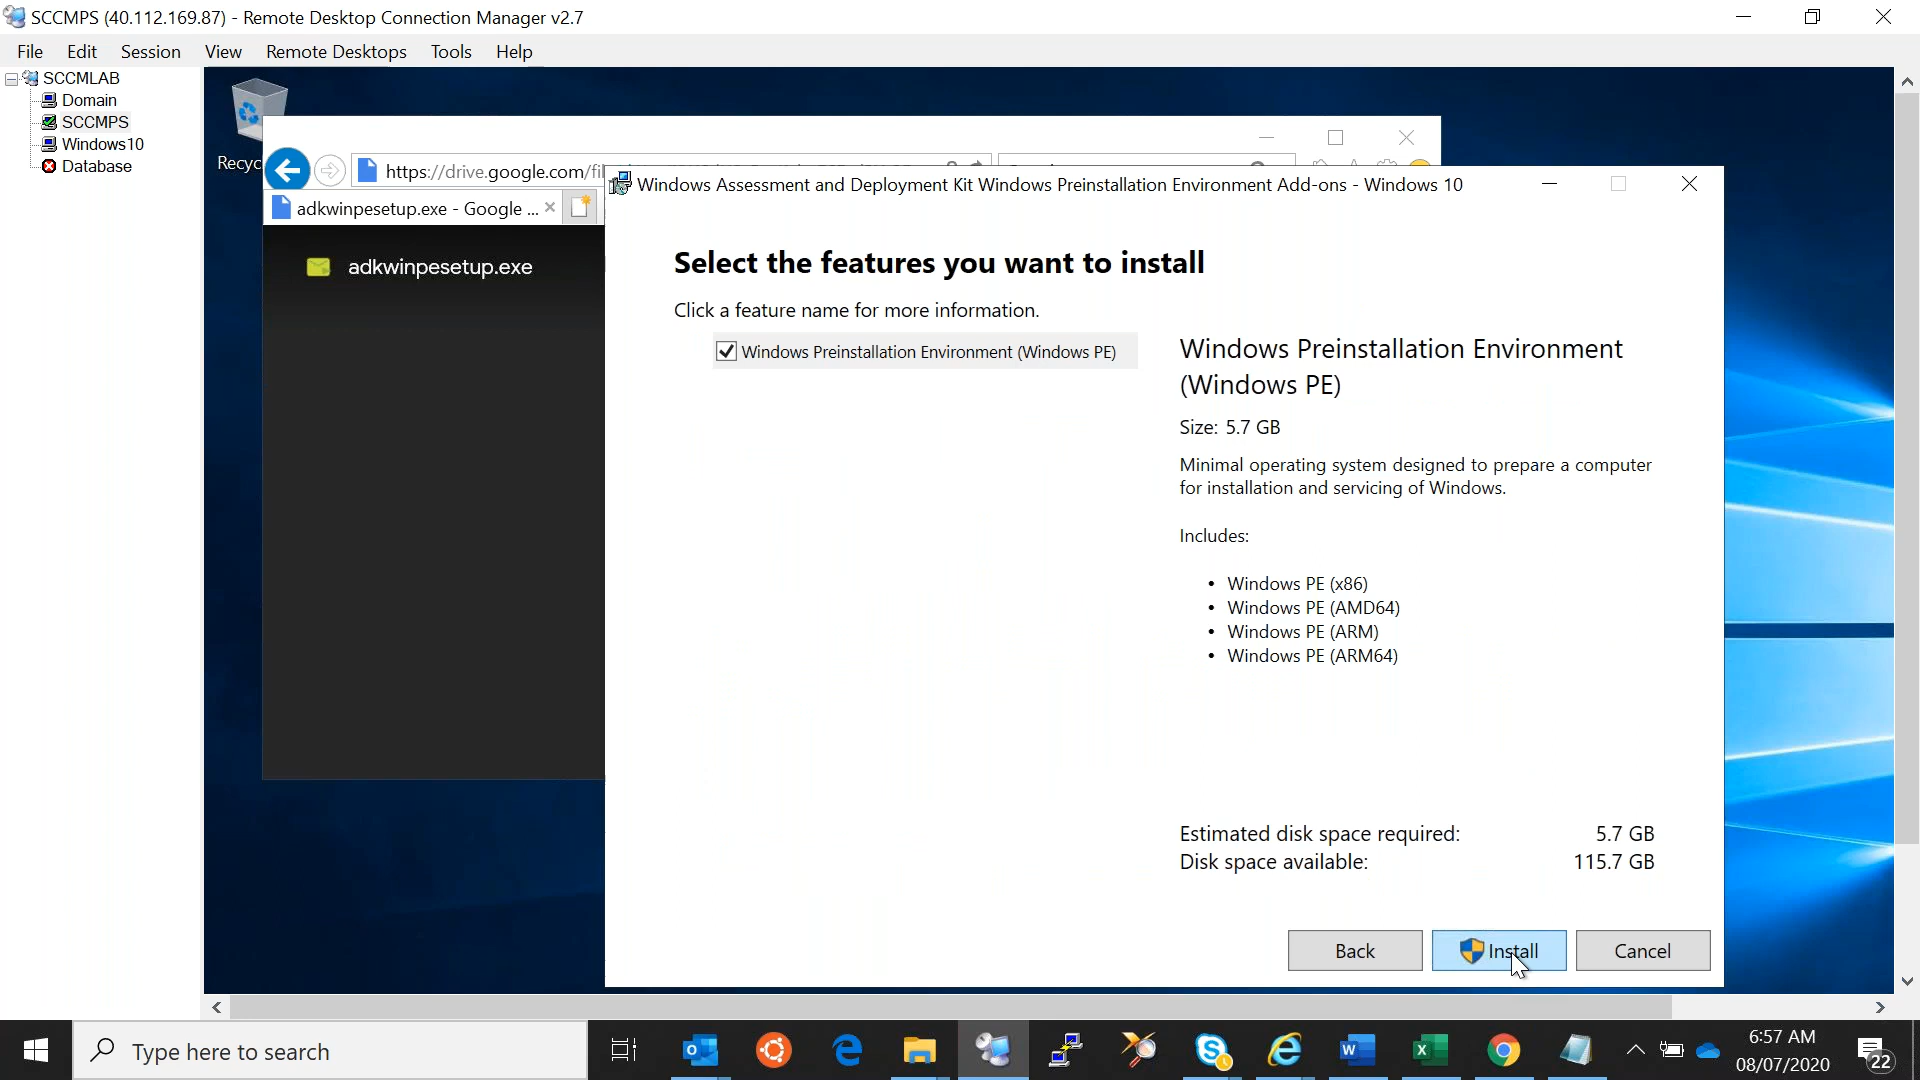 SCCMPS (40.112.169.87) - Remote Desktop Connection Manager v2.7
File Edit Session View Remote Desktops Tools Help
SCCMLAB
Domain
SCCMPS
Windows10
Database
Recyc
https://drive.google.com/fil
adkwinpesetup.exe - Google ...
adkwinpesetup.exe
Windows Assessment and Deployment Kit Windows Preinstallation Environment Add-ons - Windows 10
Select the features you want to install
Click a feature name for more information.
Windows Preinstallation Environment (Windows PE)
Windows Preinstallation Environment
(Windows PE)
Size: 5.7 GB
Minimal operating system designed to prepare a computer
for installation and servicing of Windows.
Includes:
• Windows PE (x86)
• Windows PE (AMD64)
• Windows PE (ARM)
• Windows PE (ARM64)
Estimated disk space required: 5.7 GB
Disk space available: 115.7 GB
Back Install Cancel
Type here to search
6:57 AM
08/07/2020
22